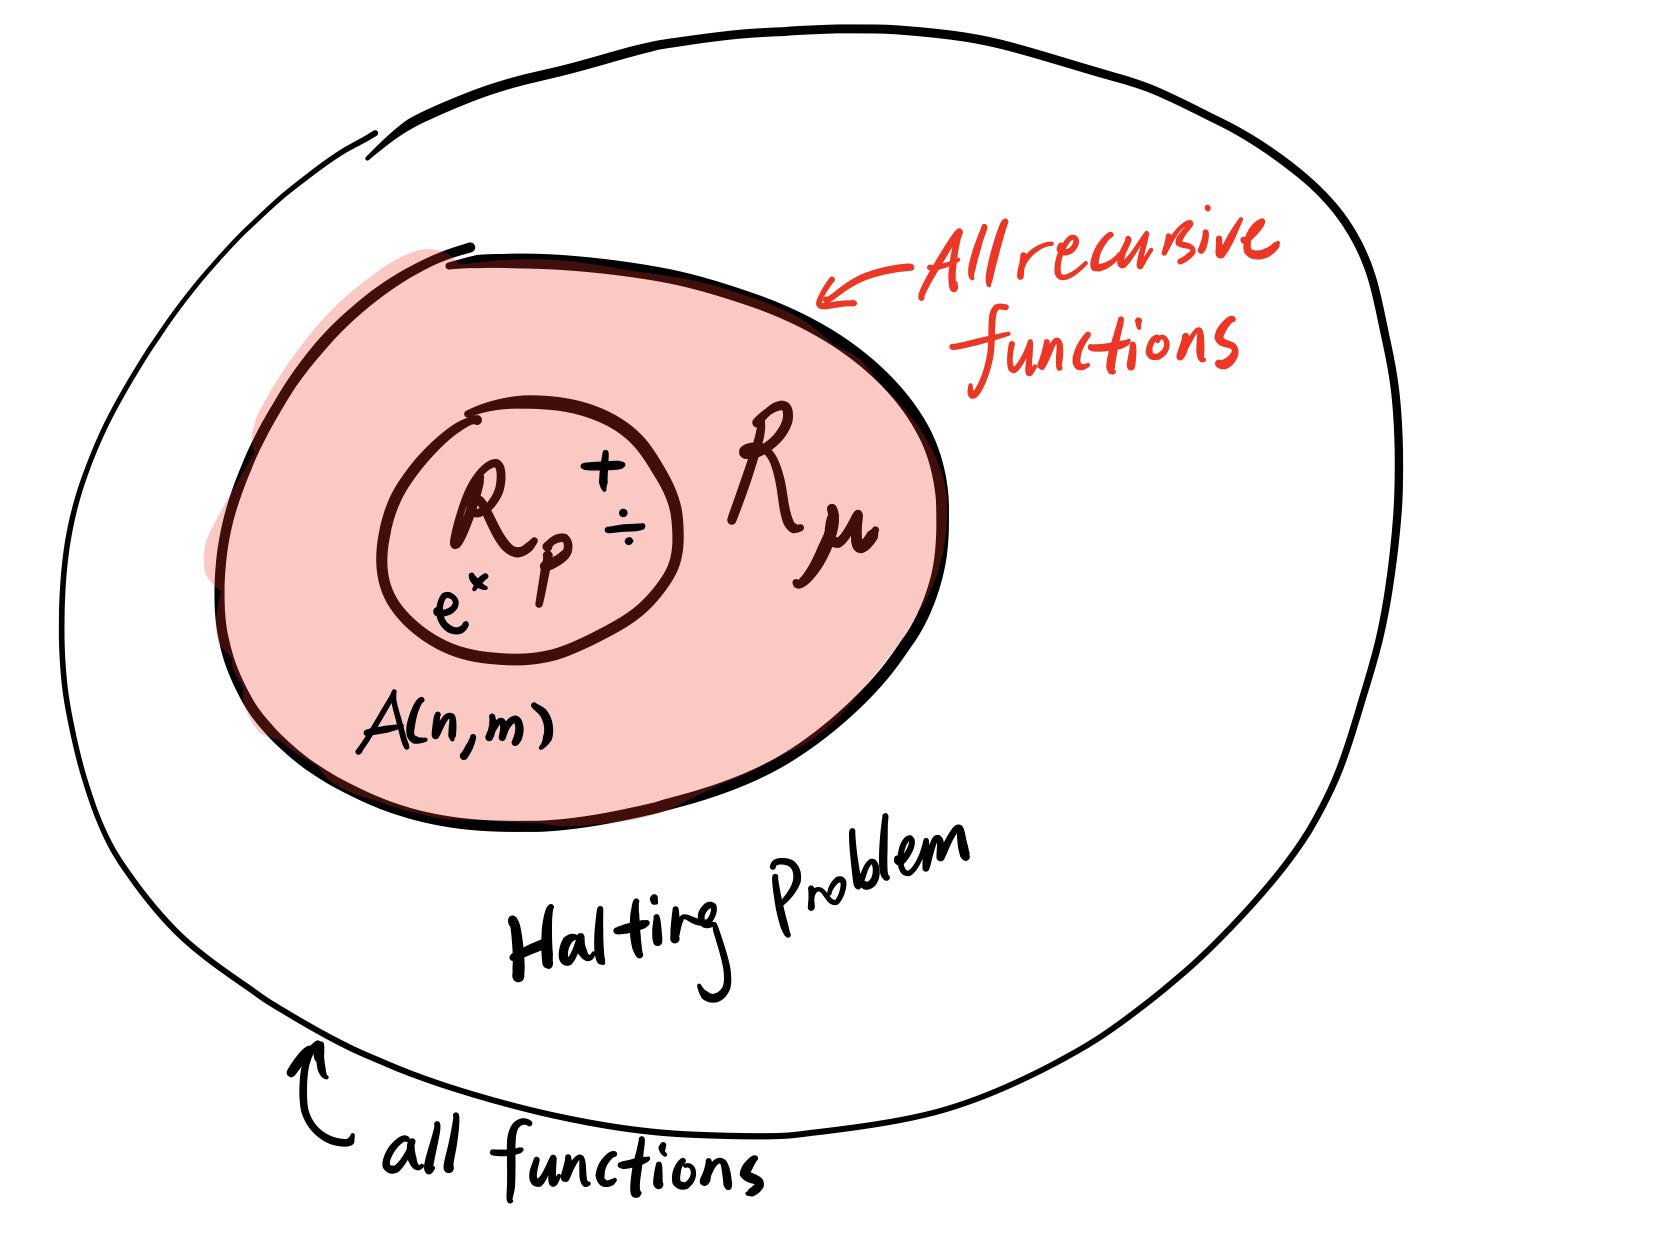 All recursive
functions
R_p
+
÷
e^x
R_μ
A(n,m)
Halting Problem
all functions